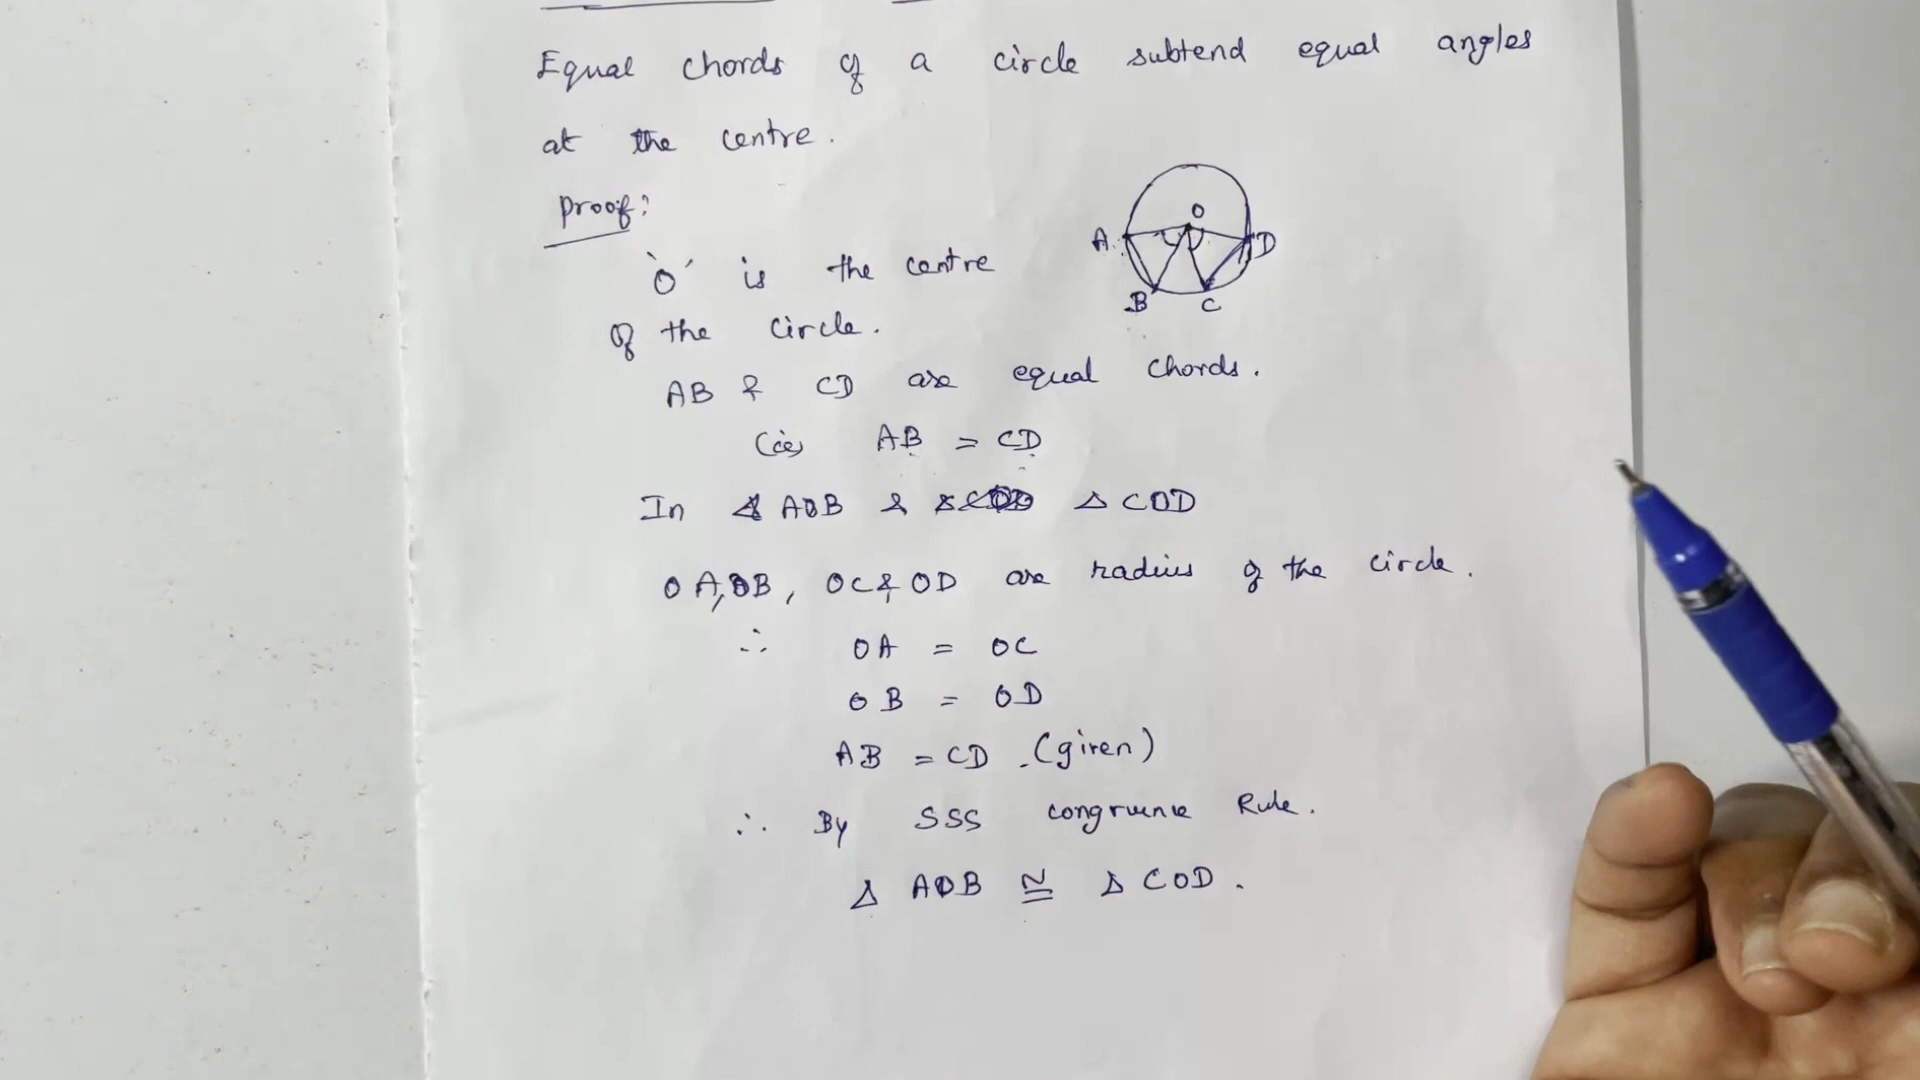 Equal chords of a circle subtend equal angles
at the centre.
Proof:
'O' is the centre
of the circle.
A O D
B C
AB & CD are equal chords.
(ie) AB = CD
In Δ AOB & Δ COD
OA, OB, OC & OD are radius of the circle.
∴ OA = OC
OB = OD
AB = CD . (given)
∴ By SSS congruence Rule.
Δ AOB ≅ Δ COD .